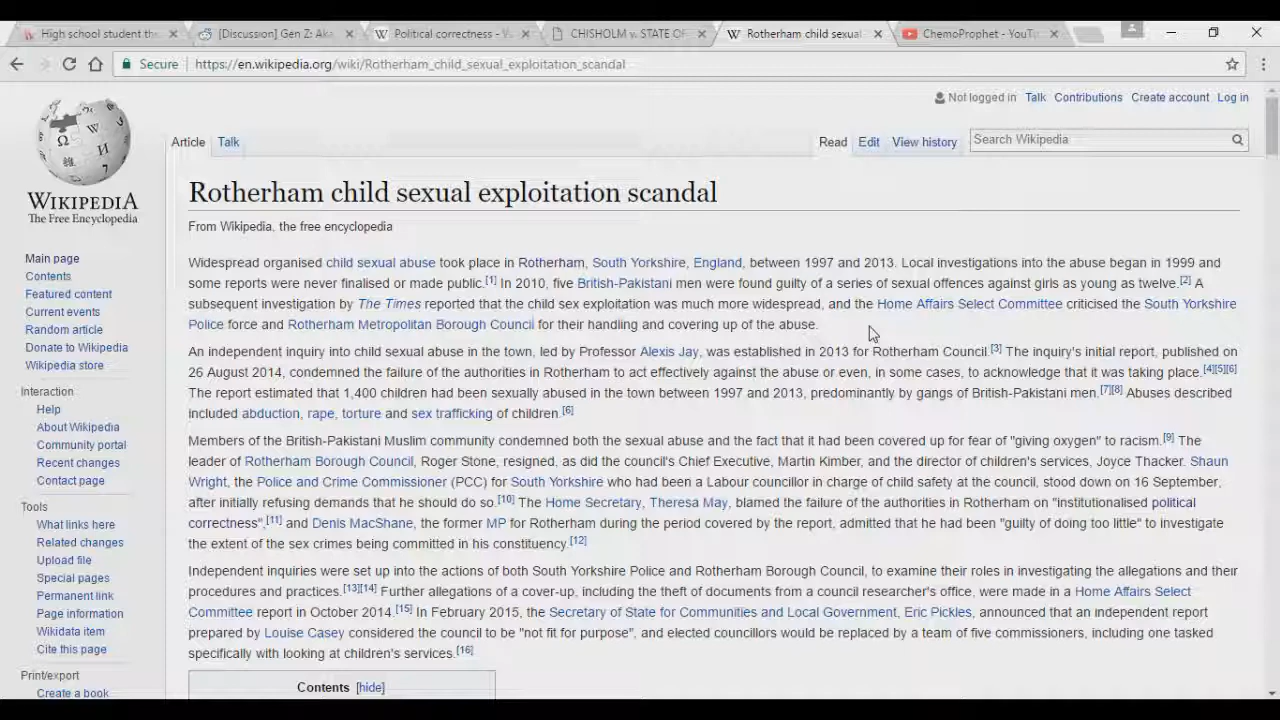 High school student the
[Discussion] Gen Z: Aka
Political correctness - W
CHISHOLM v. STATE OF
Rotherham child sexual
ChemoProphet - YouT
Secure https://en.wikipedia.org/wiki/Rotherham_child_sexual_exploitation_scandal
Not logged in Talk Contributions Create account Log in
Article Talk Read Edit View history Search Wikipedia
WIKIPEDIA
The Free Encyclopedia
Main page
Contents
Featured content
Current events
Random article
Donate to Wikipedia
Wikipedia store
Interaction
Help
About Wikipedia
Community portal
Recent changes
Contact page
Tools
What links here
Related changes
Upload file
Special pages
Permanent link
Page information
Wikidata item
Cite this page
Print/export
Create a book
Rotherham child sexual exploitation scandal
From Wikipedia, the free encyclopedia
Widespread organised child sexual abuse took place in Rotherham, South Yorkshire, England, between 1997 and 2013. Local investigations into the abuse began in 1999 and
some reports were never finalised or made public.[1] In 2010, five British-Pakistani men were found guilty of a series of sexual offences against girls as young as twelve.[2] A
subsequent investigation by The Times reported that the child sex exploitation was much more widespread, and the Home Affairs Select Committee criticised the South Yorkshire
Police force and Rotherham Metropolitan Borough Council for their handling and covering up of the abuse.
An independent inquiry into child sexual abuse in the town, led by Professor Alexis Jay, was established in 2013 for Rotherham Council.[3] The inquiry's initial report, published on
26 August 2014, condemned the failure of the authorities in Rotherham to act effectively against the abuse or even, in some cases, to acknowledge that it was taking place.[4][5][6]
The report estimated that 1,400 children had been sexually abused in the town between 1997 and 2013, predominantly by gangs of British-Pakistani men.[7][8] Abuses described
included abduction, rape, torture and sex trafficking of children.[6]
Members of the British-Pakistani Muslim community condemned both the sexual abuse and the fact that it had been covered up for fear of "giving oxygen" to racism.[9] The
leader of Rotherham Borough Council, Roger Stone, resigned, as did the council's Chief Executive, Martin Kimber, and the director of children's services, Joyce Thacker. Shaun
Wright, the Police and Crime Commissioner (PCC) for South Yorkshire who had been a Labour councillor in charge of child safety at the council, stood down on 16 September,
after initially refusing demands that he should do so.[10] The Home Secretary, Theresa May, blamed the failure of the authorities in Rotherham on "institutionalised political
correctness",[11] and Denis MacShane, the former MP for Rotherham during the period covered by the report, admitted that he had been "guilty of doing too little" to investigate
the extent of the sex crimes being committed in his constituency.[12]
Independent inquiries were set up into the actions of both South Yorkshire Police and Rotherham Borough Council, to examine their roles in investigating the allegations and their
procedures and practices.[13][14] Further allegations of a cover-up, including the theft of documents from a council researcher's office, were made in a Home Affairs Select
Committee report in October 2014.[15] In February 2015, the Secretary of State for Communities and Local Government, Eric Pickles, announced that an independent report
prepared by Louise Casey considered the council to be "not fit for purpose", and elected councillors would be replaced by a team of five commissioners, including one tasked
specifically with looking at children's services.[16]
Contents [hide]